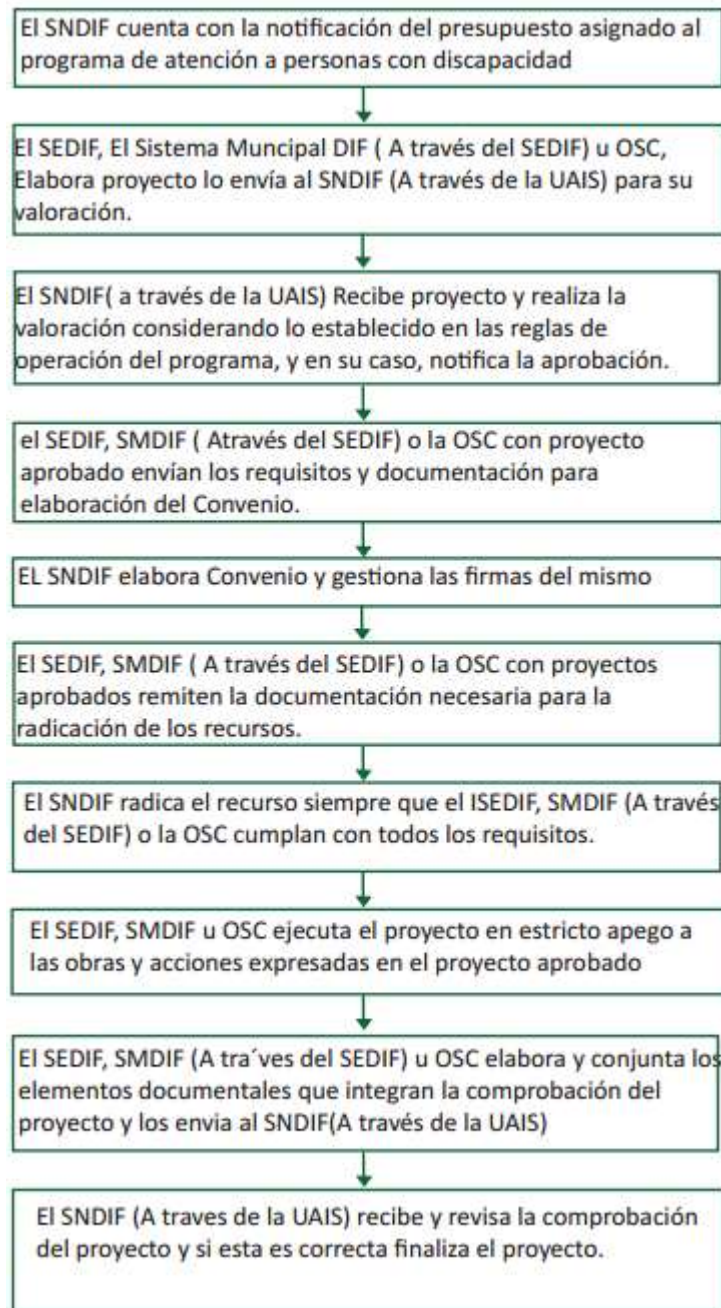 El SNDIF cuenta con la notificación del presupuesto asignado al
programa de atención a personas con discapacidad
El SEDIF, El Sistema Muncipal DIF ( A través del SEDIF) u OSC,
Elabora proyecto lo envía al SNDIF (A través de la UAIS) para su
valoración.
El SNDIF( a través de la UAIS) Recibe proyecto y realiza la
valoración considerando lo establecido en las reglas de
operación del programa, y en su caso, notifica la aprobación.
el SEDIF, SMDIF ( Através del SEDIF) o la OSC con proyecto
aprobado envían los requisitos y documentación para
elaboración del Convenio.
EL SNDIF elabora Convenio y gestiona las firmas del mismo
El SEDIF, SMDIF ( A través del SEDIF) o la OSC con proyectos
aprobados remiten la documentación necesaria para la
radicación de los recursos.
El SNDIF radica el recurso siempre que el ISEDIF, SMDIF (A través
del SEDIF) o la OSC cumplan con todos los requisitos.
El SEDIF, SMDIF u OSC ejecuta el proyecto en estricto apego a
las obras y acciones expresadas en el proyecto aprobado
El SEDIF, SMDIF (A tra´ves del SEDIF) u OSC elabora y conjunta los
elementos documentales que integran la comprobación del
proyecto y los envia al SNDIF(A través de la UAIS)
El SNDIF (A traves de la UAIS) recibe y revisa la comprobación
del proyecto y si esta es correcta finaliza el proyecto.